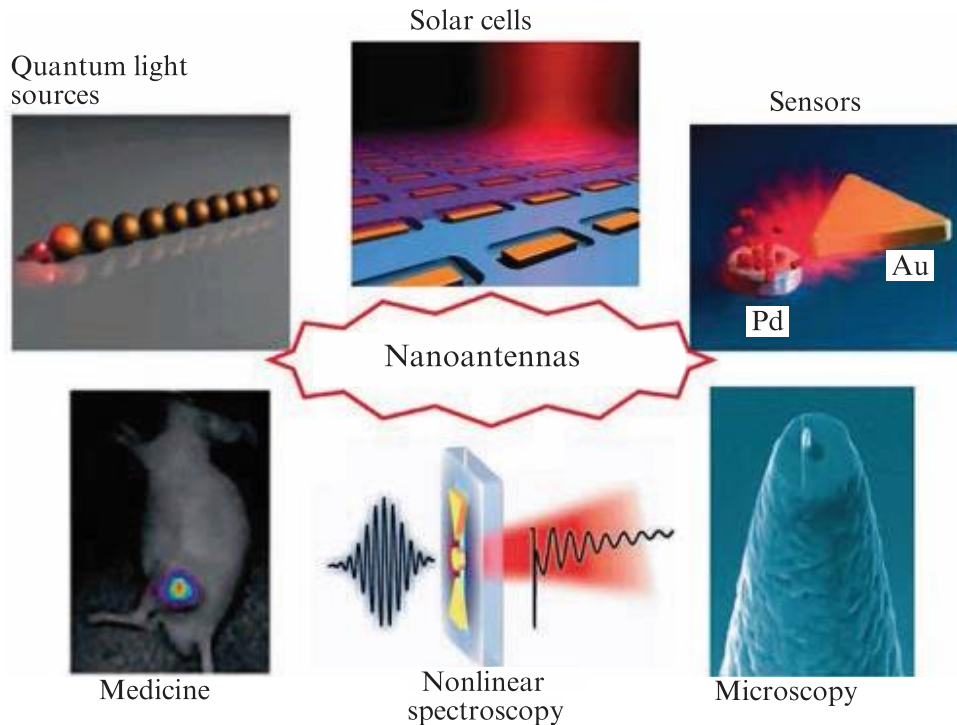 Solar cells
Quantum light
sources
Sensors
Au
Pd
Nanoantennas
Medicine
Nonlinear
spectroscopy
Microscopy